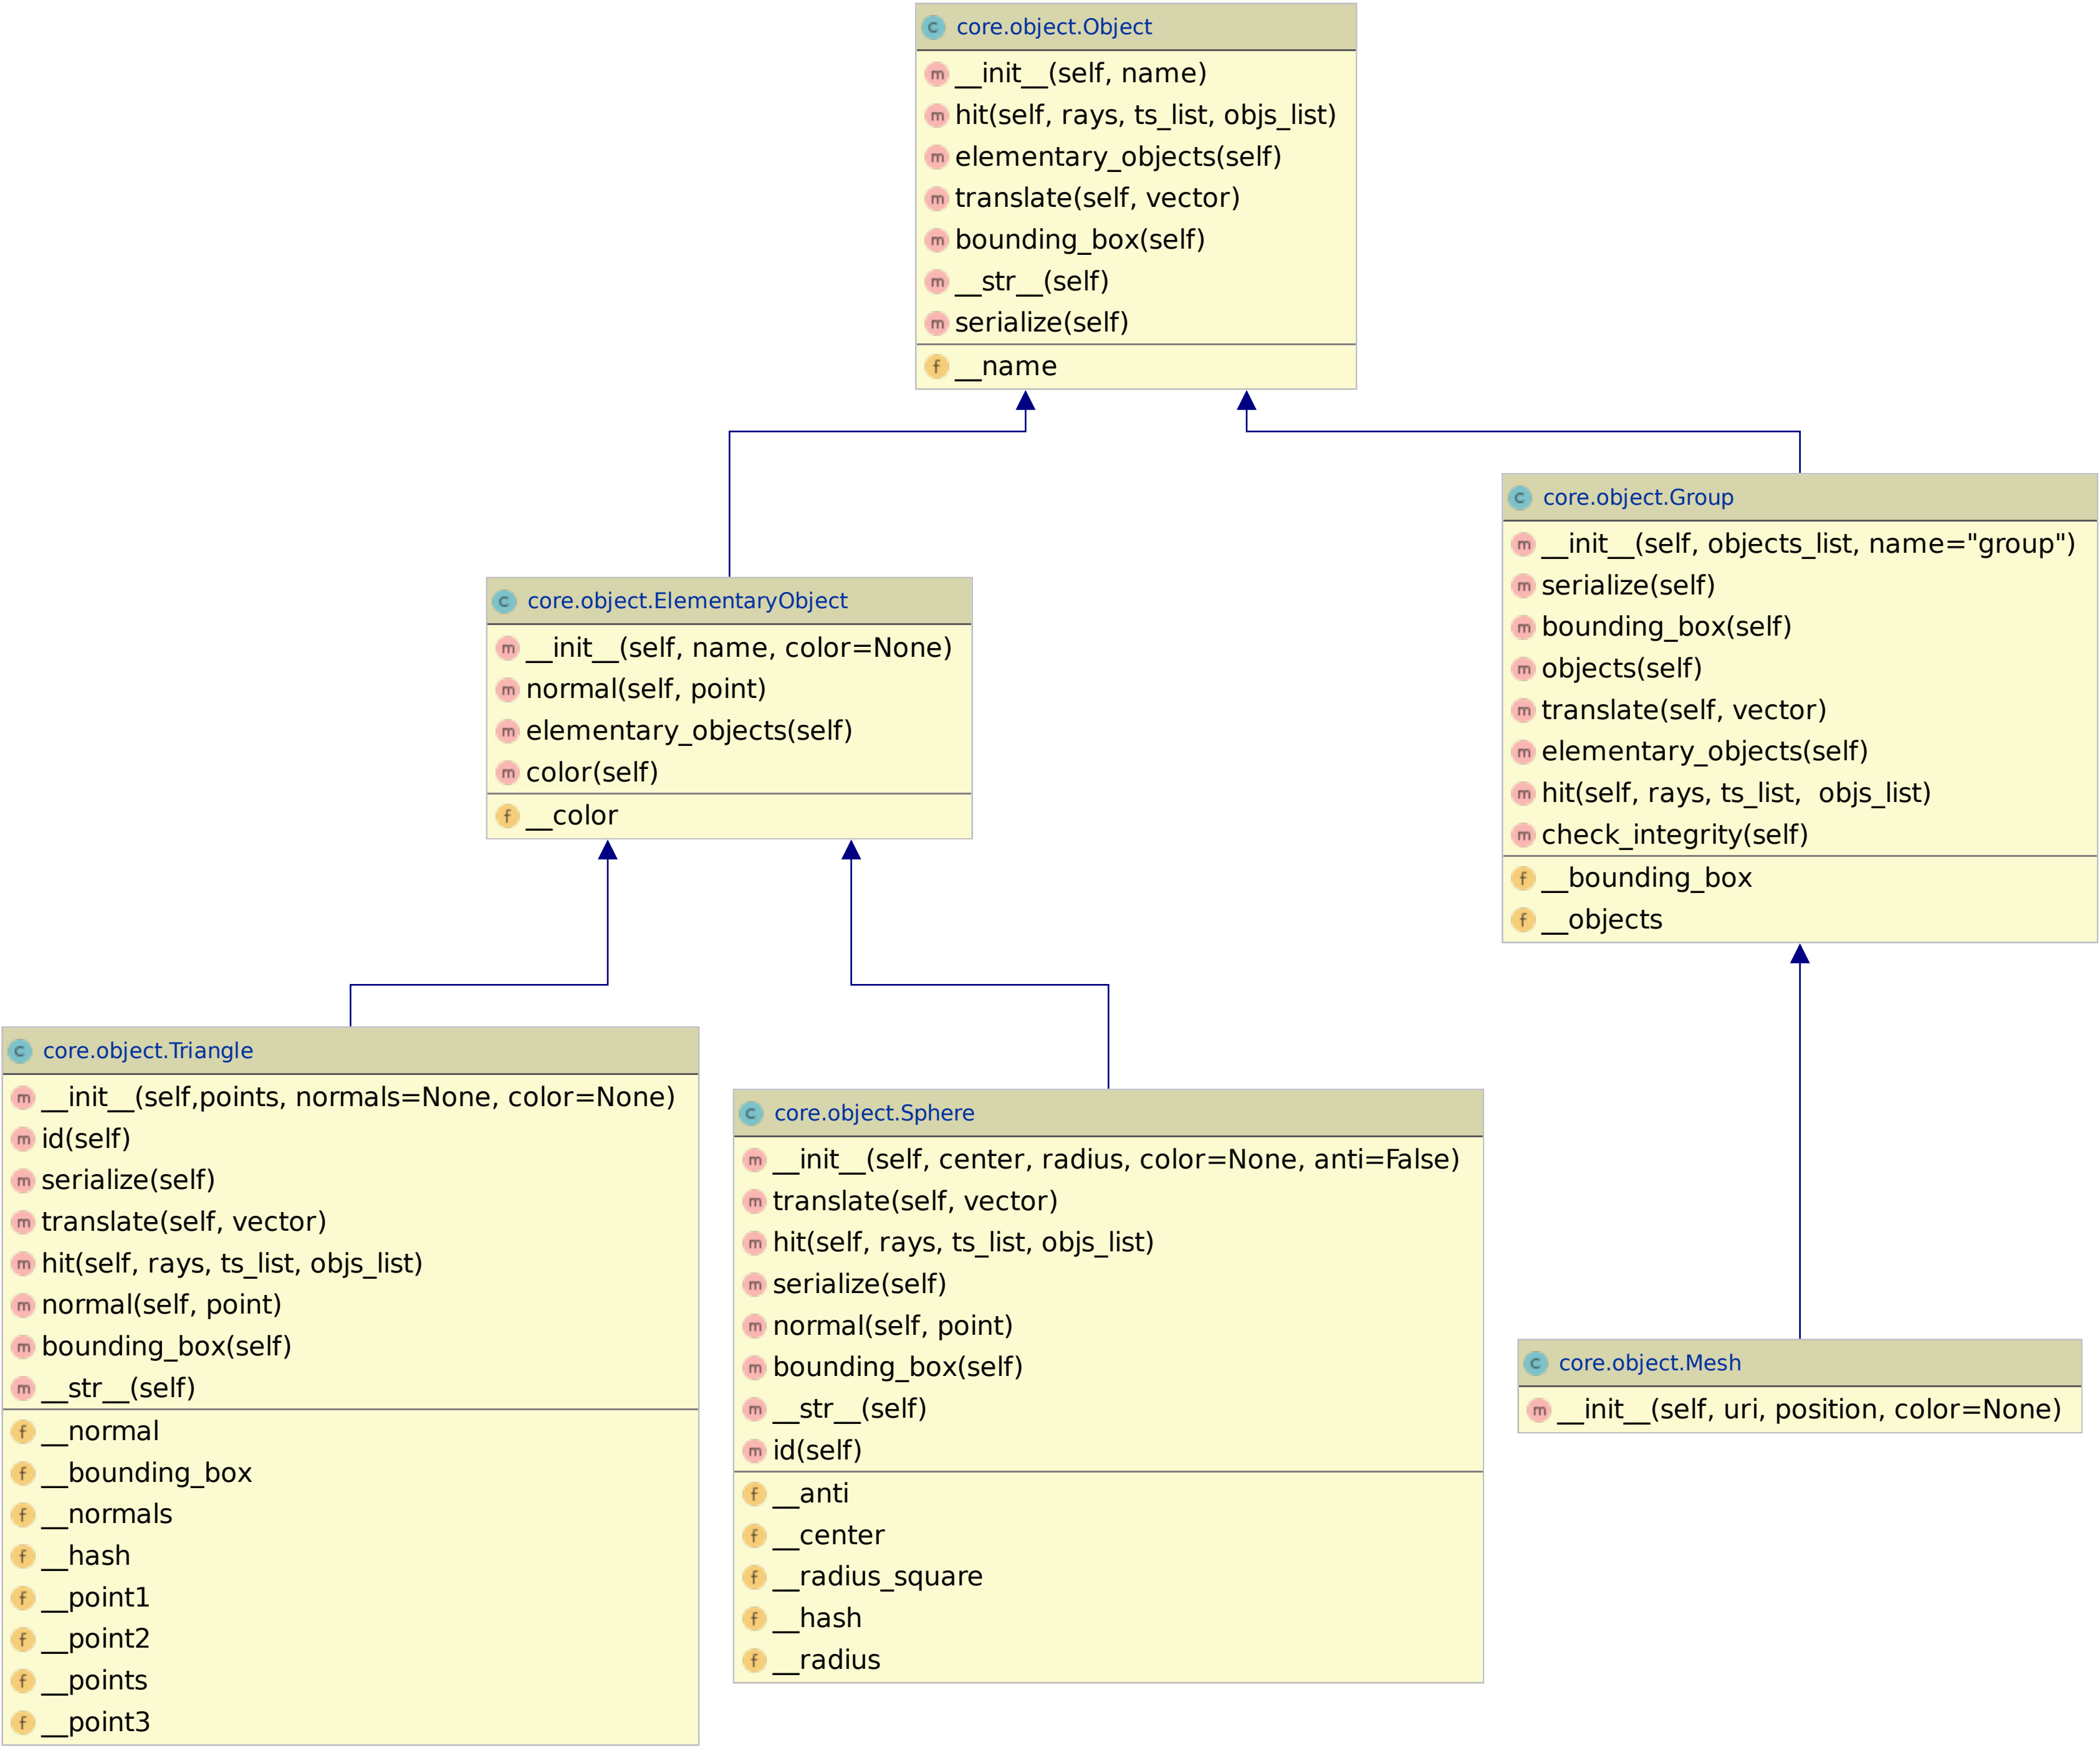 core.object.Object
__init__(self, name)
hit(self, rays, ts_list, objs_list)
elementary_objects(self)
translate(self, vector)
bounding_box(self)
__str__(self)
serialize(self)
__name
core.object.Group
__init__(self, objects_list, name="group")
serialize(self)
bounding_box(self)
objects(self)
translate(self, vector)
elementary_objects(self)
hit(self, rays, ts_list,  objs_list)
check_integrity(self)
__bounding_box
__objects
core.object.ElementaryObject
__init__(self, name, color=None)
normal(self, point)
elementary_objects(self)
color(self)
__color
core.object.Triangle
__init__(self,points, normals=None, color=None)
id(self)
serialize(self)
translate(self, vector)
hit(self, rays, ts_list, objs_list)
normal(self, point)
bounding_box(self)
__str__(self)
__normal
__bounding_box
__normals
__hash
__point1
__point2
__points
__point3
core.object.Sphere
__init__(self, center, radius, color=None, anti=False)
translate(self, vector)
hit(self, rays, ts_list, objs_list)
serialize(self)
normal(self, point)
bounding_box(self)
__str__(self)
id(self)
__anti
__center
__radius_square
__hash
__radius
core.object.Mesh
__init__(self, uri, position, color=None)